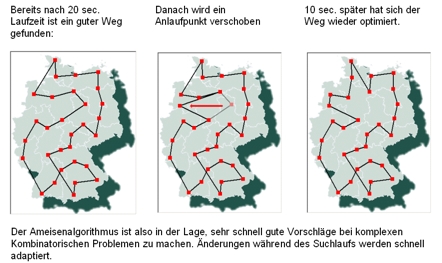 Bereits nach 20 sec.
Laufzeit ist ein guter Weg
gefunden:
Danach wird ein
Anlaufpunkt verschoben
10 sec. später hat sich der
Weg wieder optimiert.
Der Ameisenalgorithmus ist also in der Lage, sehr schnell gute Vorschläge bei komplexen
Kombinatorischen Problemen zu machen. Änderungen während des Suchlaufs werden schnell
adaptiert.